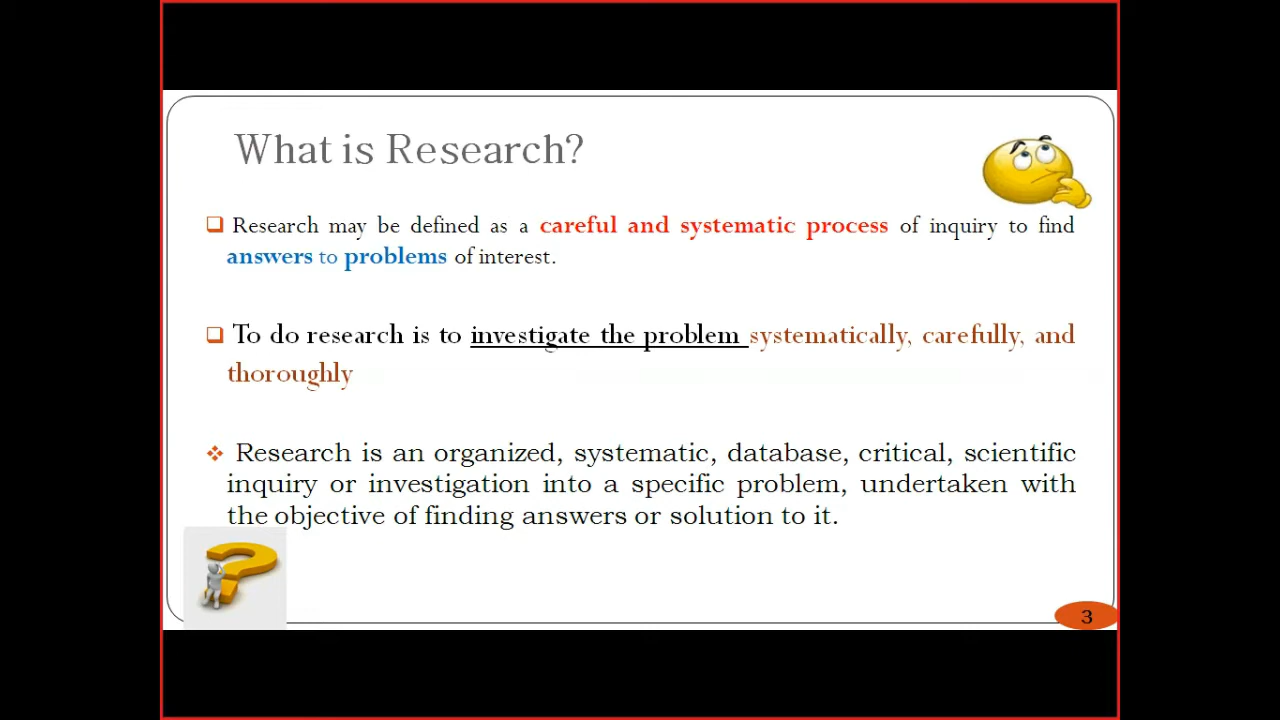 What is Research?
Research may be defined as a careful and systematic process of inquiry to find
answers to problems of interest.
To do research is to investigate the problem systematically, carefully, and
thoroughly
Research is an organized, systematic, database, critical, scientific
inquiry or investigation into a specific problem, undertaken with
the objective of finding answers or solution to it.
3